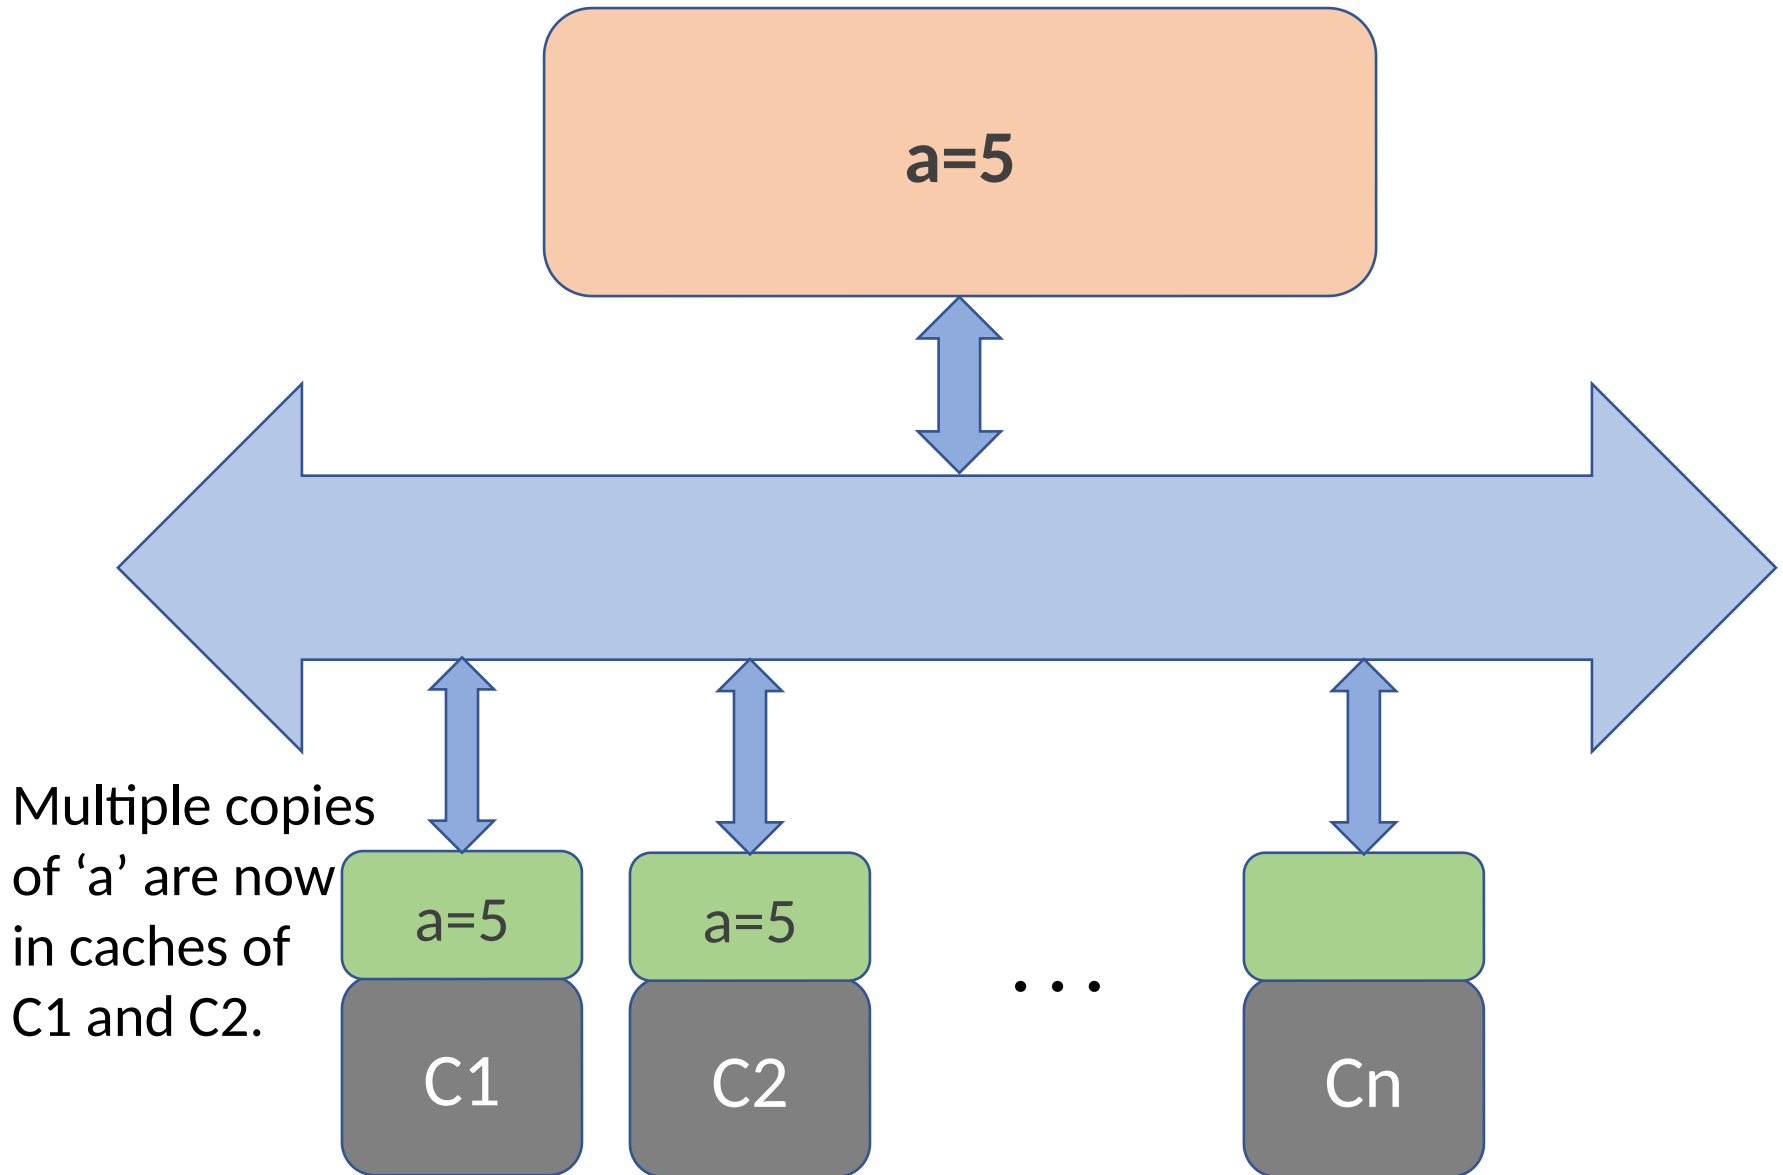 a=5
Multiple copies
of ‘a’ are now
in caches of
C1 and C2.
a=5
a=5
. . .
C1
C2
Cn